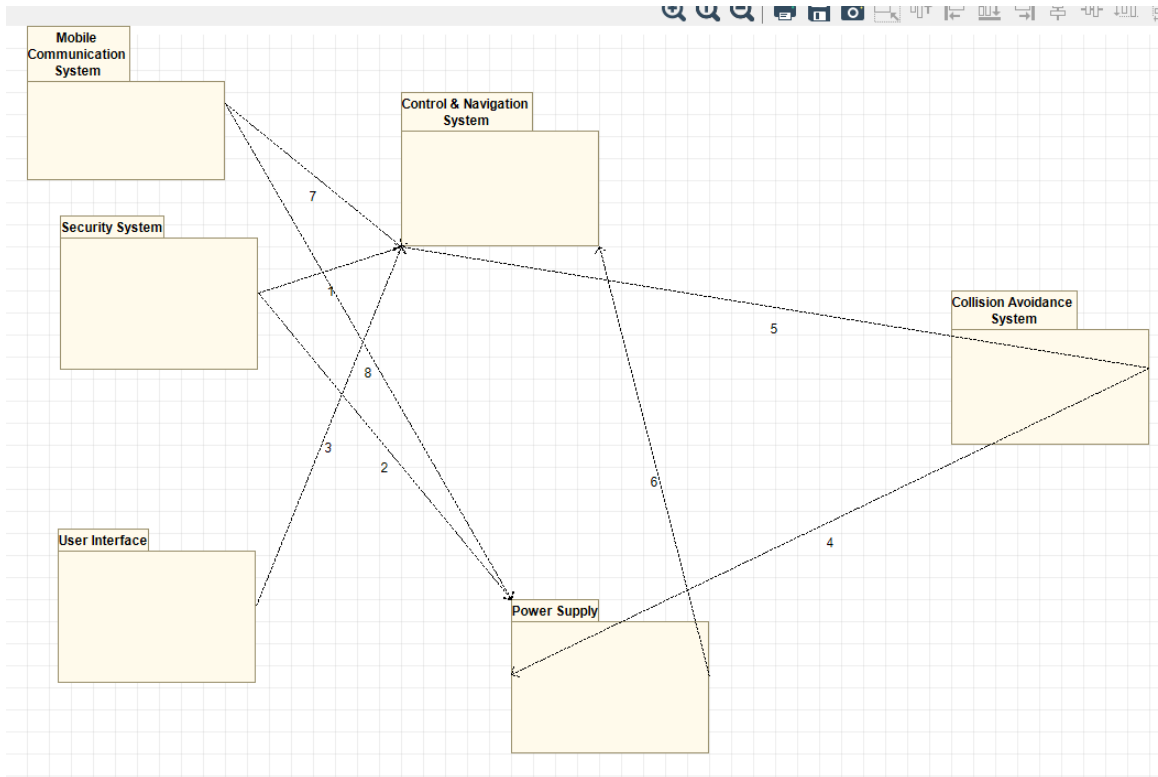 Mobile
Communication
System
Control & Navigation
System
7
Security System
1
Collision Avoidance
System
5
8
3
2
6
User Interface
4
Power Supply